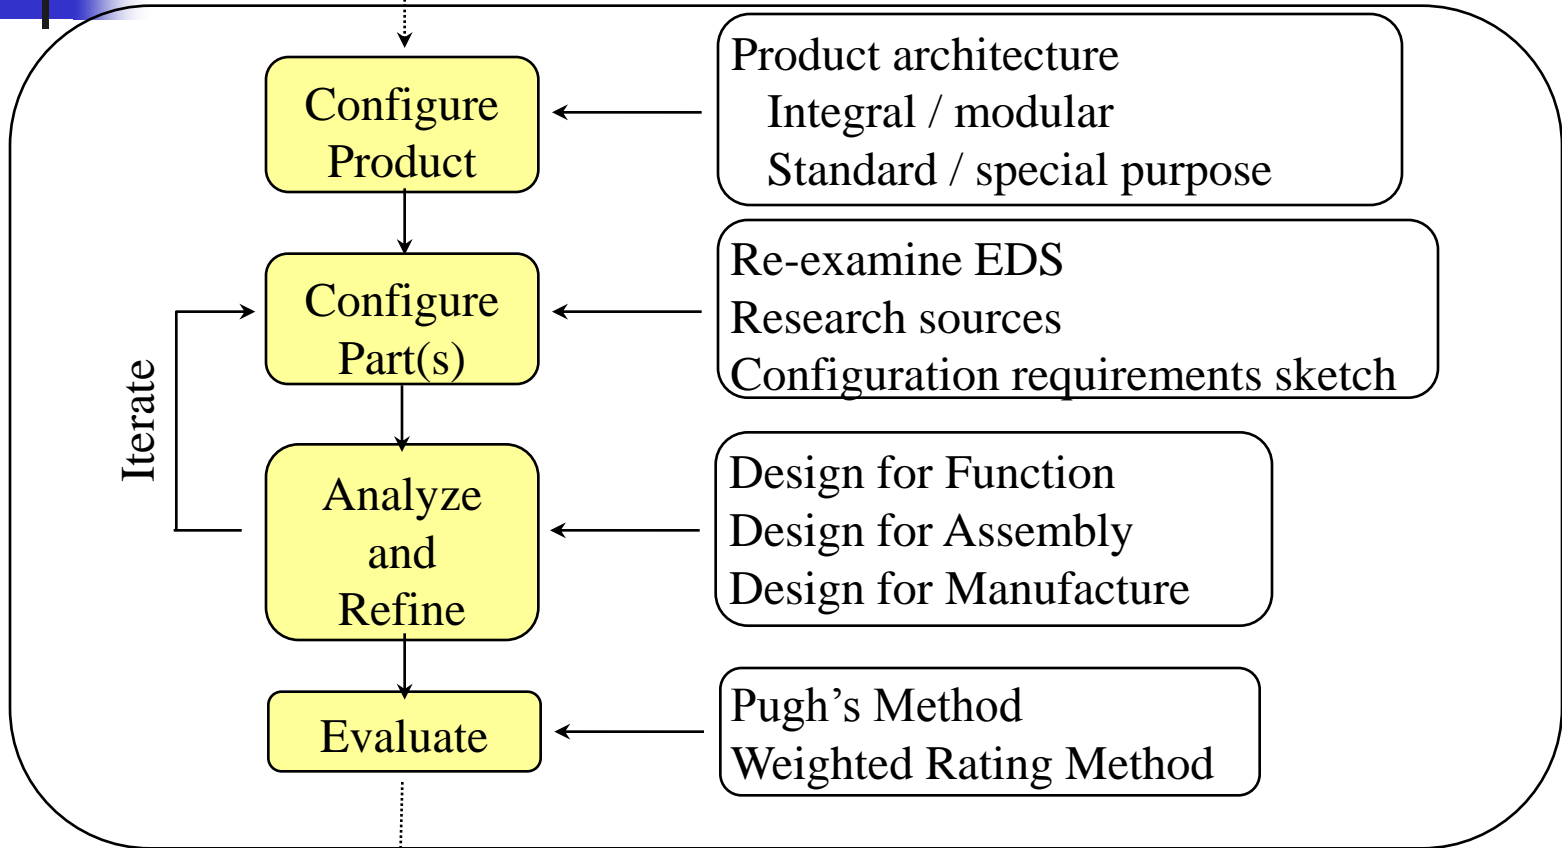 Configure
Product
Product architecture
Integral / modular
Standard / special purpose
Configure
Part(s)
Re-examine EDS
Research sources
Configuration requirements sketch
Iterate
Analyze
and
Refine
Design for Function
Design for Assembly
Design for Manufacture
Evaluate
Pugh’s Method
Weighted Rating Method